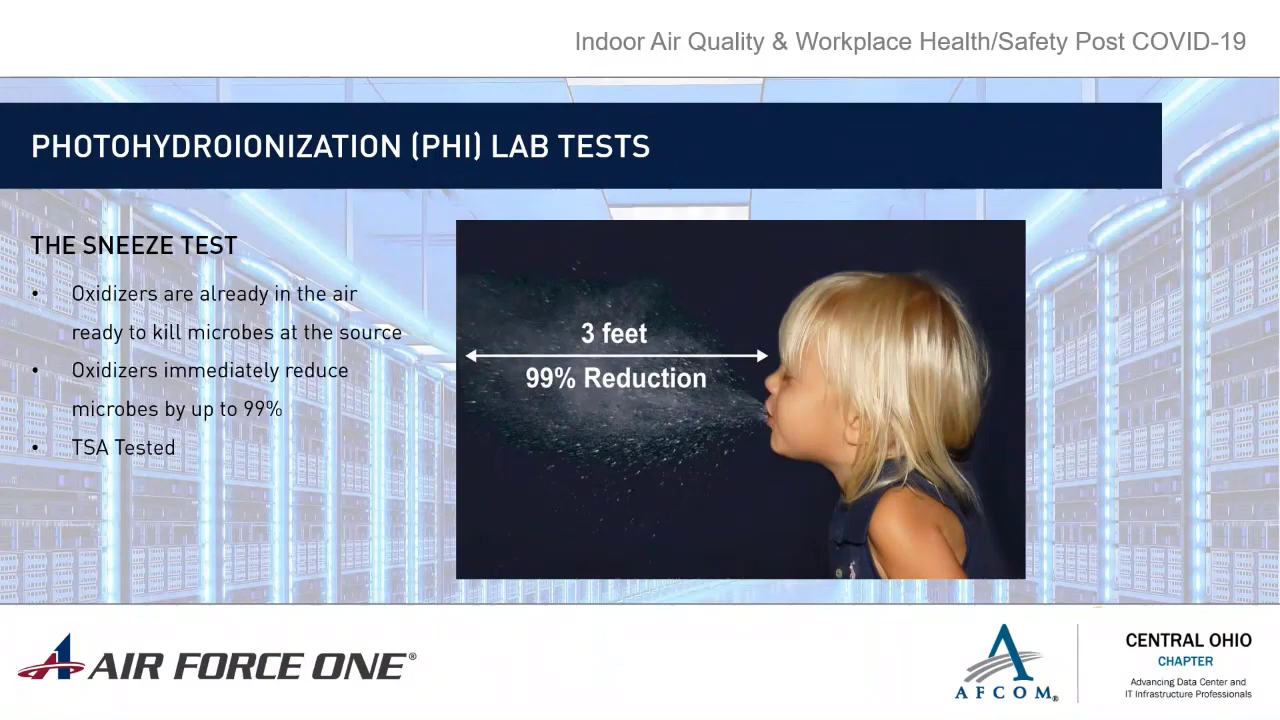 Indoor Air Quality & Workplace Health/Safety Post COVID-19
PHOTOHYDROIONIZATION (PHI) LAB TESTS
THE SNEEZE TEST
• Oxidizers are already in the air
ready to kill microbes at the source
• Oxidizers immediately reduce
microbes by up to 99%
• TSA Tested
3 feet
99% Reduction
AIR FORCE ONE®
AFCOM®
CENTRAL OHIO
CHAPTER
Advancing Data Center and
IT Infrastructure Professionals